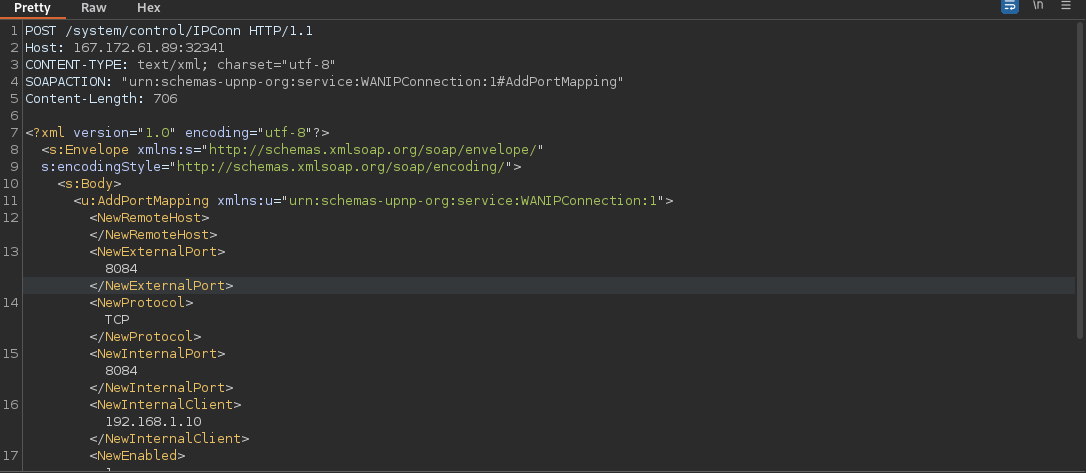 Pretty Raw Hex \n
1 POST /system/control/IPConn HTTP/1.1
2 Host: 167.172.61.89:32341
3 CONTENT-TYPE: text/xml; charset="utf-8"
4 SOAPACTION: "urn:schemas-upnp-org:service:WANIPConnection:1#AddPortMapping"
5 Content-Length: 706
6
7 <?xml version="1.0" encoding="utf-8"?>
8 <s:Envelope xmlns:s="http://schemas.xmlsoap.org/soap/envelope/"
9 s:encodingStyle="http://schemas.xmlsoap.org/soap/encoding/">
10 <s:Body>
11 <u:AddPortMapping xmlns:u="urn:schemas-upnp-org:service:WANIPConnection:1">
12 <NewRemoteHost>
</NewRemoteHost>
13 <NewExternalPort>
8084
</NewExternalPort>
14 <NewProtocol>
TCP
</NewProtocol>
15 <NewInternalPort>
8084
</NewInternalPort>
16 <NewInternalClient>
192.168.1.10
</NewInternalClient>
17 <NewEnabled>